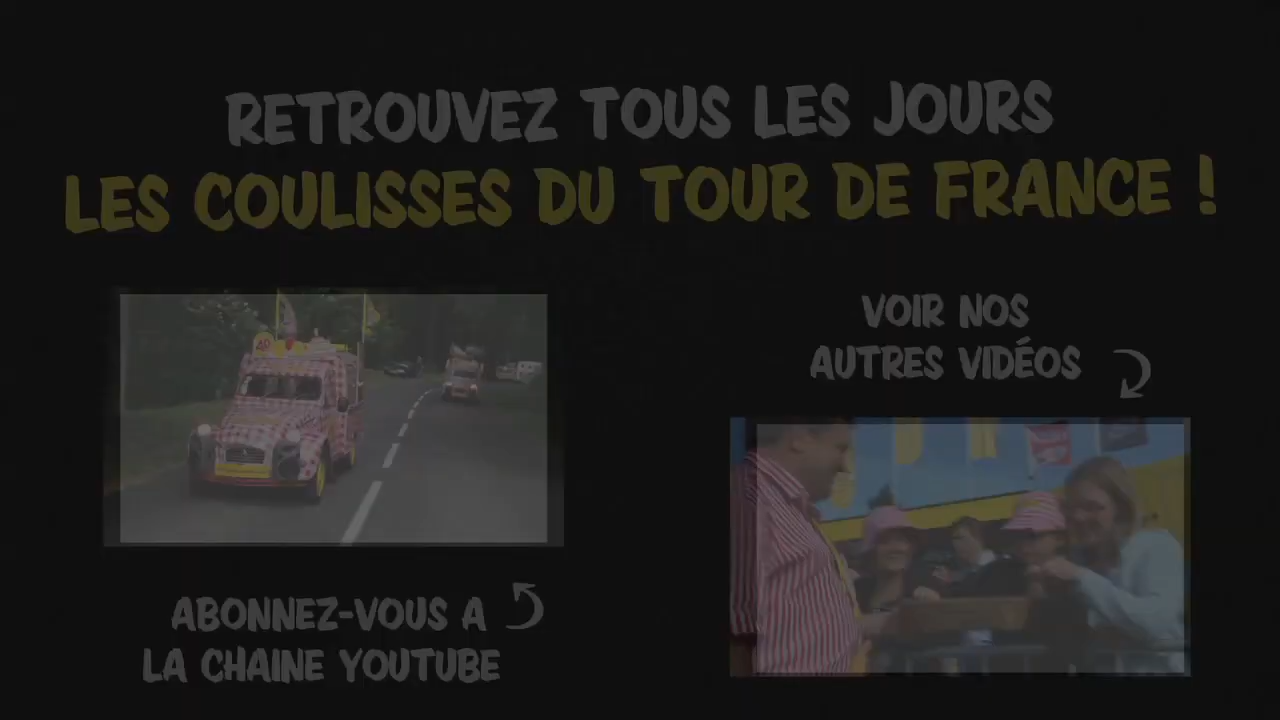 RETROUVEZ TOUS LES JOURS
LES COULISSES DU TOUR DE FRANCE !
VOIR NOS
AUTRES VIDÉOS
ABONNEZ-VOUS A
LA CHAINE YOUTUBE